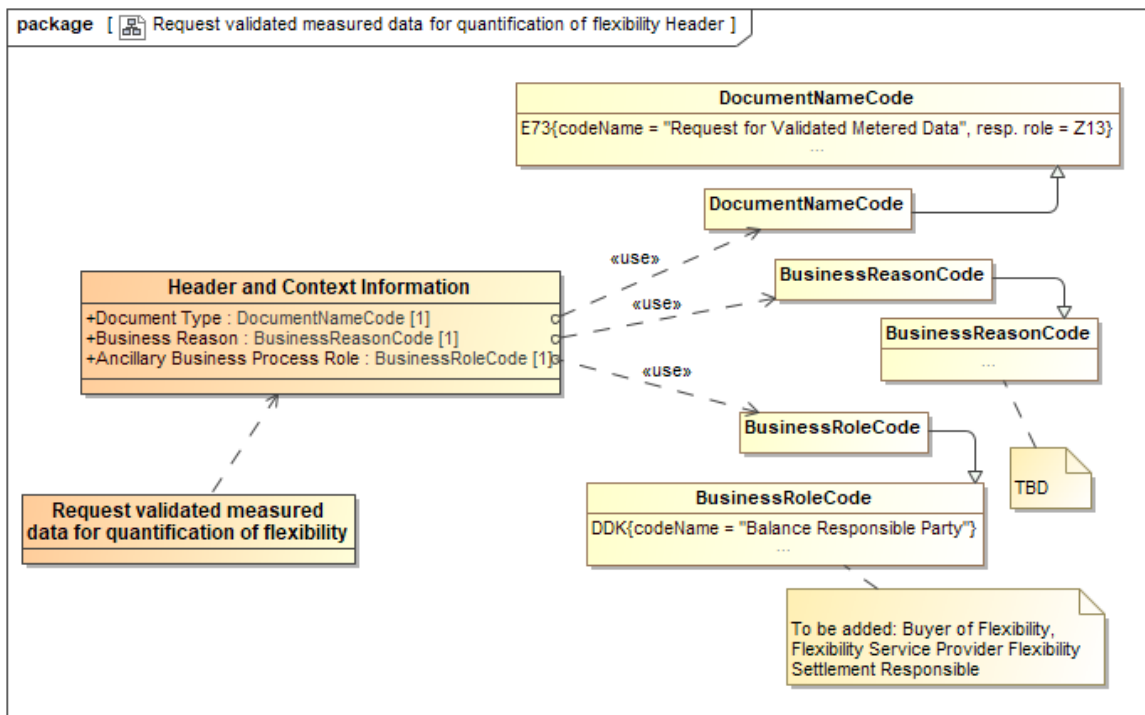 package [ Request validated measured data for quantification of flexibility Header ]
DocumentNameCode
E73{codeName = "Request for Validated Metered Data", resp. role = Z13}
...
DocumentNameCode
«use»
BusinessReasonCode
«use»
Header and Context Information
+Document Type : DocumentNameCode [1]
+Business Reason : BusinessReasonCode [1]
+Ancillary Business Process Role : BusinessRoleCode [1]
BusinessReasonCode
...
«use»
BusinessRoleCode
TBD
BusinessRoleCode
DDK{codeName = "Balance Responsible Party"}
...
Request validated measured
data for quantification of flexibility
To be added: Buyer of Flexibility,
Flexibility Service Provider Flexibility
Settlement Responsible